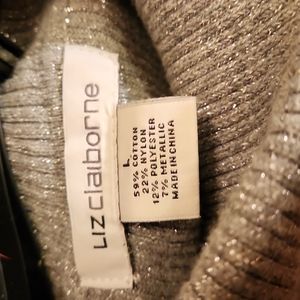 LIZ Claiborne
L
59% COTTON
22% NYLON
12% POLYESTER
7% METALLIC
MADE IN CHINA